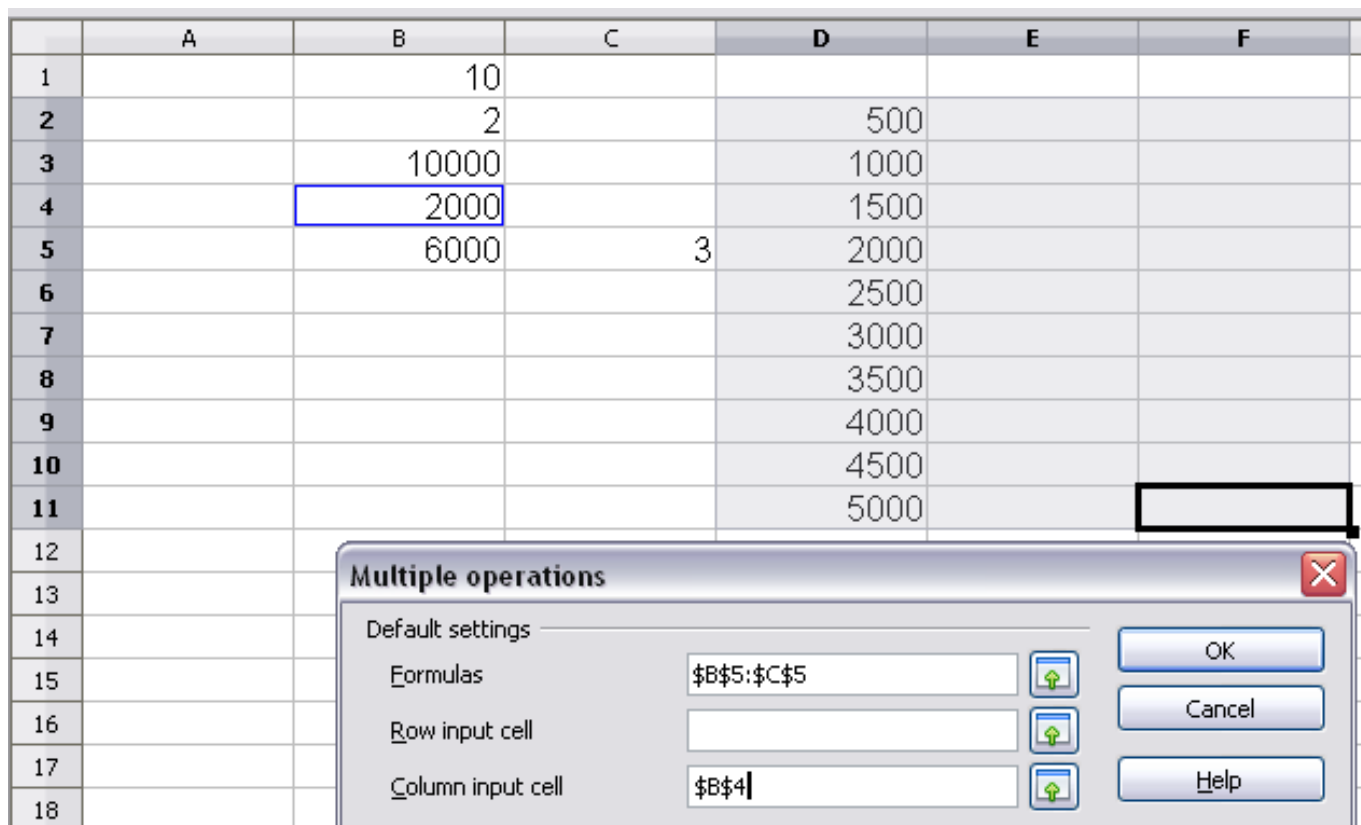 A B C D E F
1 10
2 2 500
3 10000 1000
4 2000 1500
5 6000 3 2000
6 2500
7 3000
8 3500
9 4000
10 4500
11 5000
12
13
14
15
16
17
18
Multiple operations
Default settings
OK
Formulas $B$5:$C$5
Cancel
Row input cell
Column input cell $B$4
Help